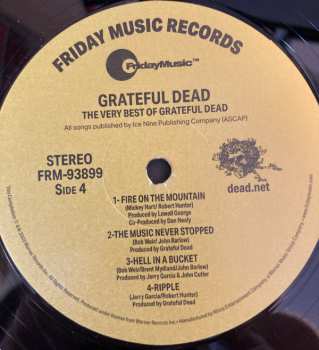 FRIDAY MUSIC RECORDS
FridayMusic™
GRATEFUL DEAD
THE VERY BEST OF GRATEFUL DEAD
All songs published by Ice Nine Publishing Company (ASCAP)
STEREO
FRM-93899
SIDE 4
dead.net
1-FIRE ON THE MOUNTAIN
(Mickey Hart/ Robert Hunter)
Produced by Lowell George
Co-Produced by Dan Healy
2-THE MUSIC NEVER STOPPED
(Bob Weir/ John Barlow)
Produced by Grateful Dead
3-HELL IN A BUCKET
(Bob Weir/Brent Mydland/John Barlow)
Produced by Jerry Garcia & John Cutler
4-RIPPLE
(Jerry Garcia/Robert Hunter)
Produced by Grateful Dead